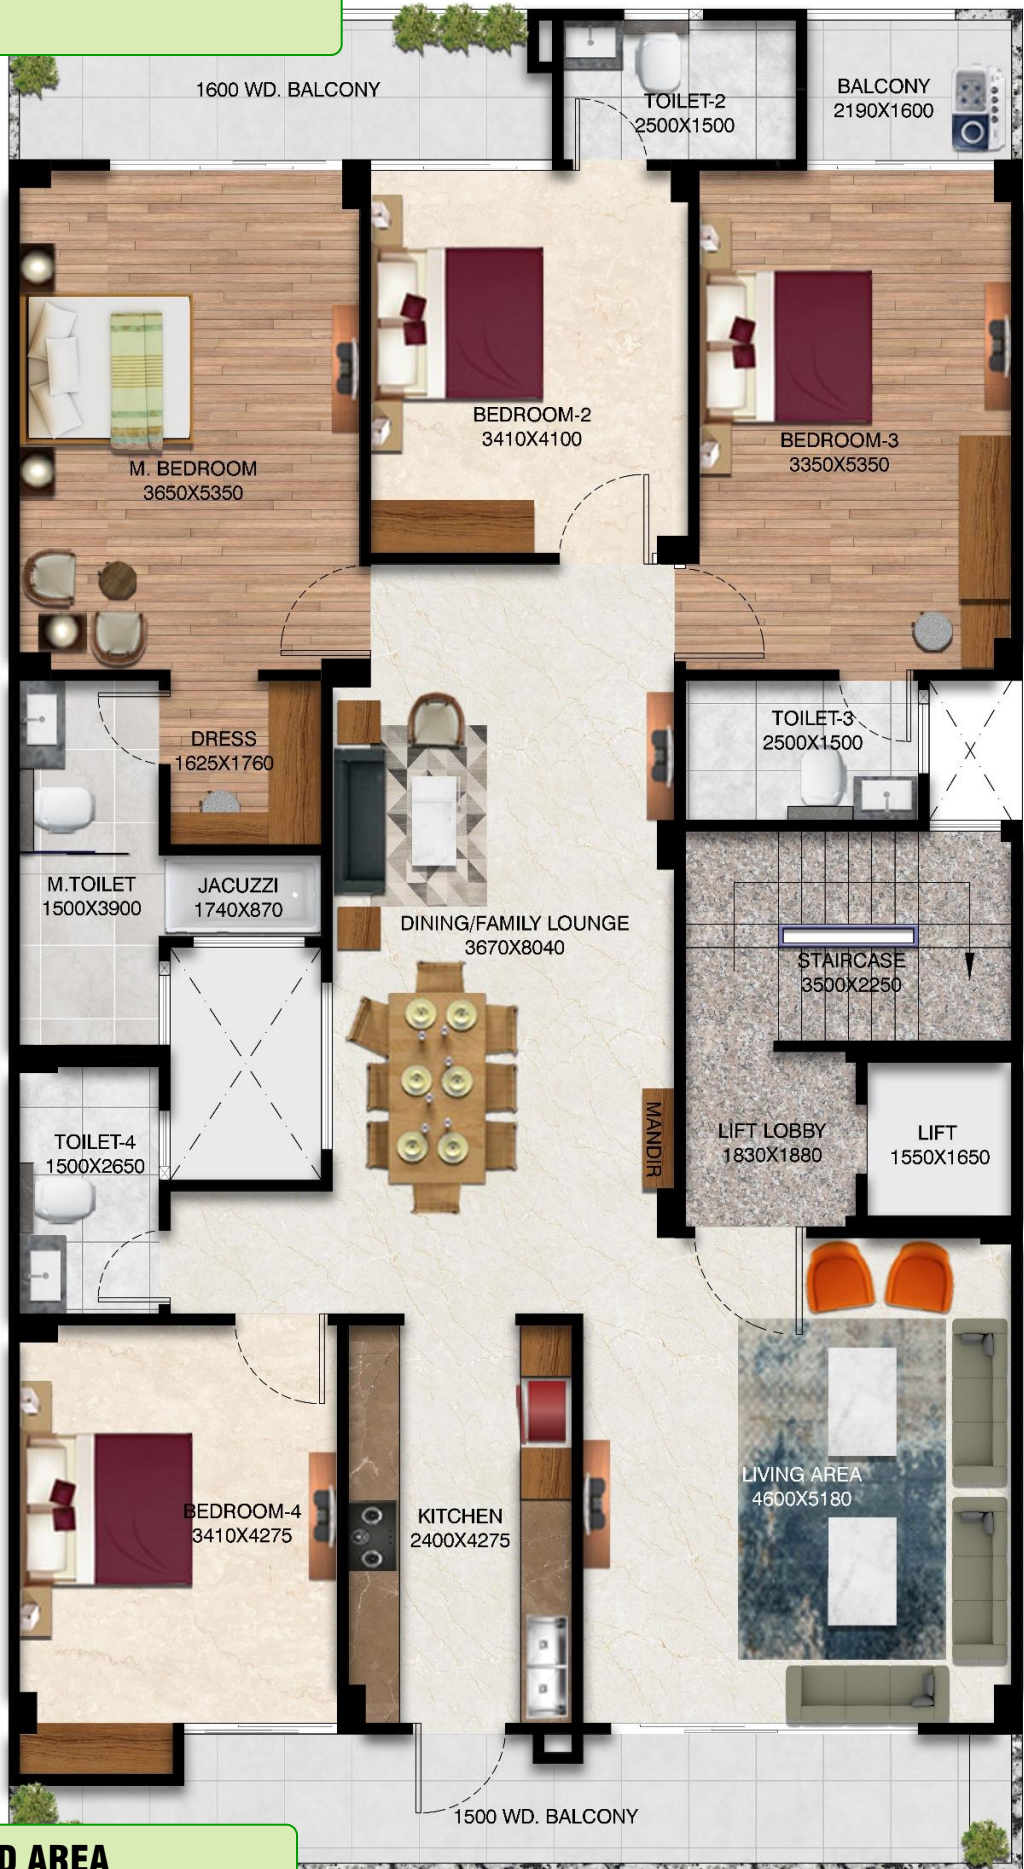 1600 WD. BALCONY
TOILET-2
2500X1500
BALCONY
2190X1600
BEDROOM-2
3410X4100
BEDROOM-3
3350X5350
M. BEDROOM
3650X5350
DRESS
1625X1760
TOILET-3
2500X1500
M.TOILET
1500X3900
JACUZZI
1740X870
DINING/FAMILY LOUNGE
3670X8040
STAIRCASE
3500X2250
MANDIR
LIFT LOBBY
1830X1880
LIFT
1550X1650
TOILET-4
1500X2650
LIVING AREA
4600X5180
BEDROOM-4
3410X4275
KITCHEN
2400X4275
1500 WD. BALCONY
D AREA